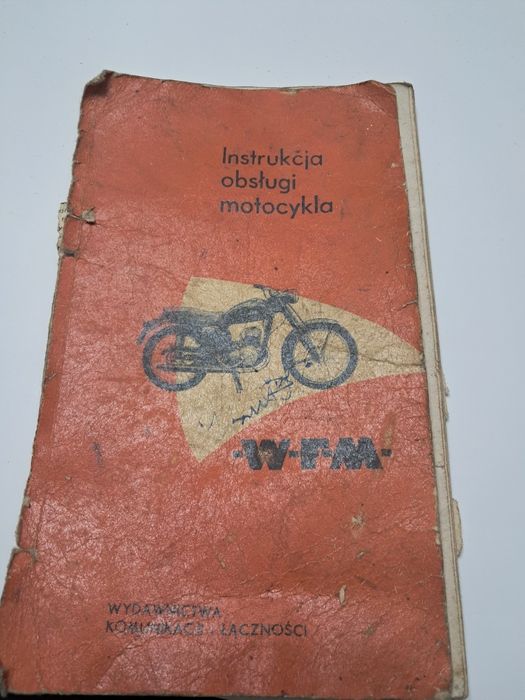 Instrukcja
obsługi
motocykla
-W-F-M-
WYDAWNICTWA
KOMUNIKACJI I ŁĄCZNOŚCI